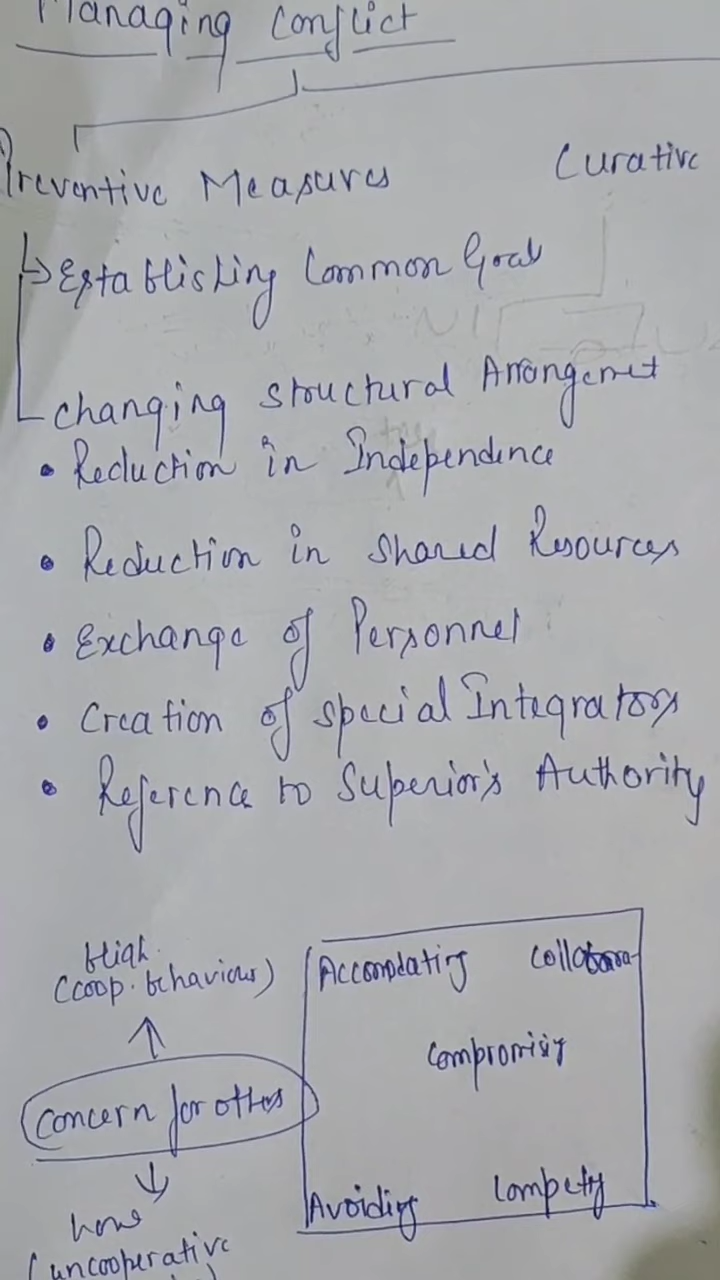 Managing Conflict
Preventive Measures Curative
Establishing Common Goal
Changing Structural Arrangemet
• Reduction in Independence
• Reduction in Shared Resources
• Exchange of Personnel
• Creation of Special Integrators
• Reference to Superior's Authority
High
(coop. behaviour)
Accomodating Collabora-
Compromising
Concern for others
Avoiding Competing
(uncooperative